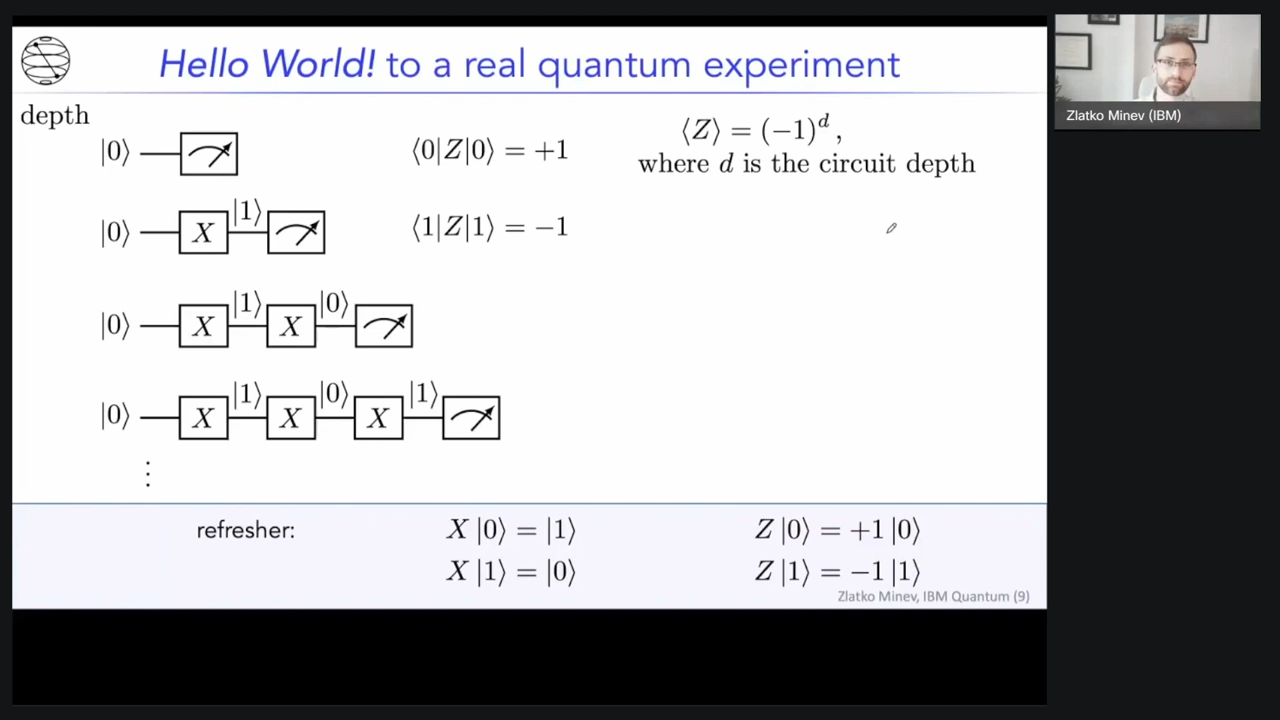 Hello World! to a real quantum experiment
Zlatko Minev (IBM)
depth
|0⟩
⟨0|Z|0⟩ = +1
⟨Z⟩ = (−1)^d ,
where d is the circuit depth
|0⟩ X |1⟩
⟨1|Z|1⟩ = −1
|0⟩ X |1⟩ X |0⟩
|0⟩ X |1⟩ X |0⟩ X |1⟩
⋮
refresher:
X |0⟩ = |1⟩
Z |0⟩ = +1 |0⟩
X |1⟩ = |0⟩
Z |1⟩ = −1 |1⟩
Zlatko Minev, IBM Quantum (9)